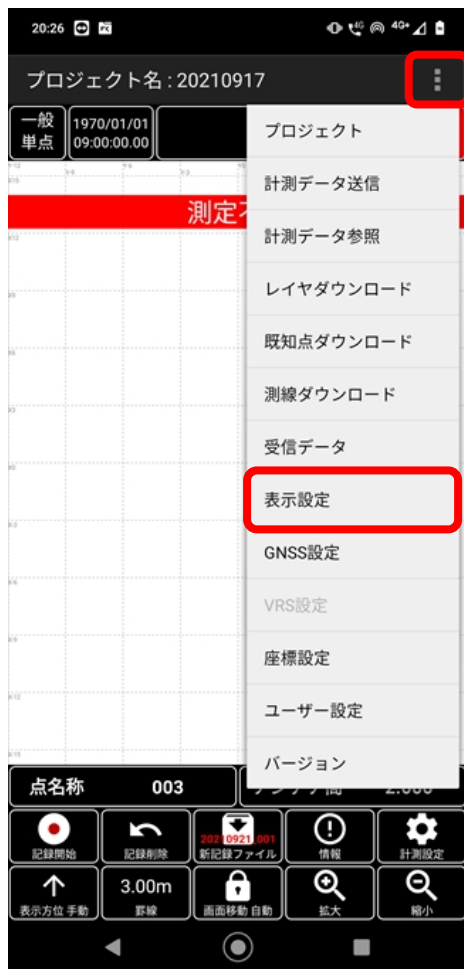 20:26
4G
4G+
プロジェクト名 : 20210917
一般
単点
1970/01/01
09:00:00.00
測定不
プロジェクト
計測データ送信
計測データ参照
レイヤダウンロード
既知点ダウンロード
測線ダウンロード
受信データ
表示設定
GNSS設定
VRS設定
座標設定
ユーザー設定
バージョン
点名称 003
記録開始
記録削除
20210921_001
新記録ファイル
情報
計測設定
表示方位 手動
3.00m
罫線
画面移動 自動
拡大
縮小